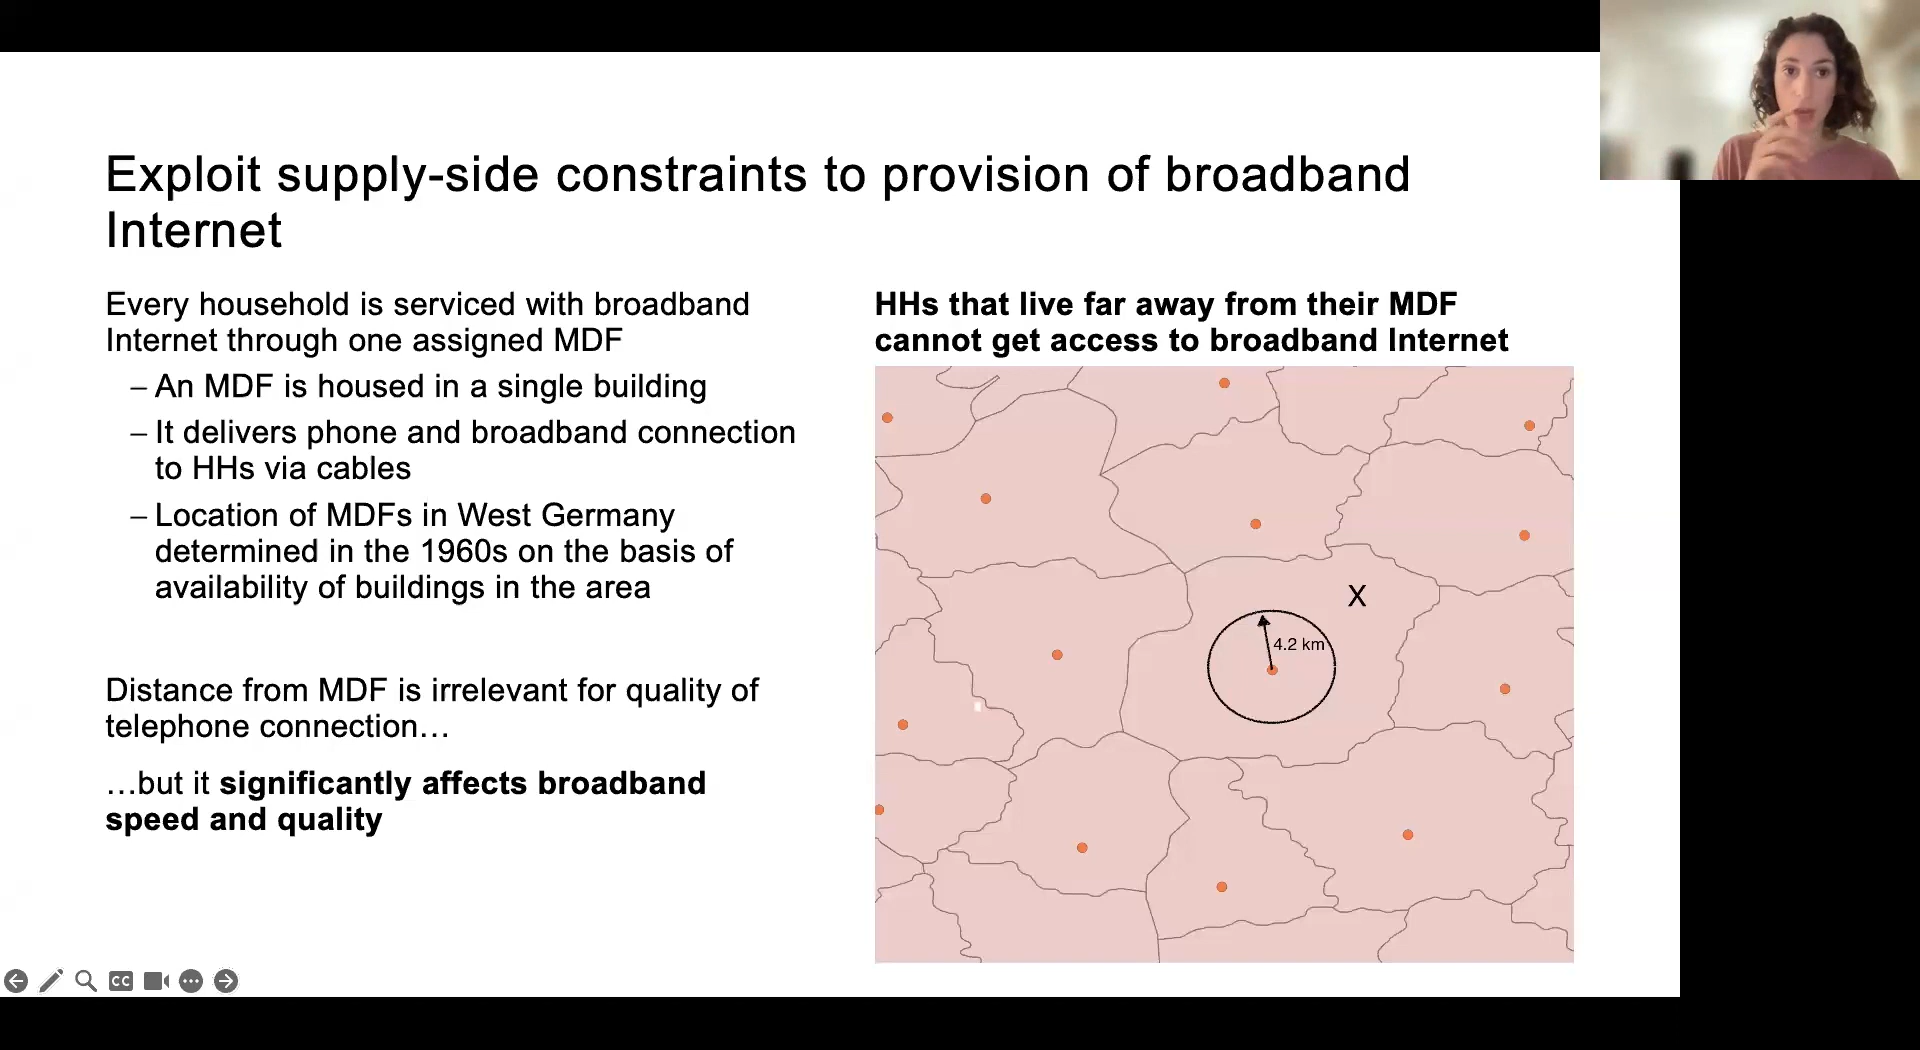 Exploit supply-side constraints to provision of broadband
Internet
Every household is serviced with broadband
Internet through one assigned MDF
– An MDF is housed in a single building
– It delivers phone and broadband connection
to HHs via cables
– Location of MDFs in West Germany
determined in the 1960s on the basis of
availability of buildings in the area
Distance from MDF is irrelevant for quality of
telephone connection…
…but it significantly affects broadband
speed and quality
HHs that live far away from their MDF
cannot get access to broadband Internet
X
4.2 km
CC